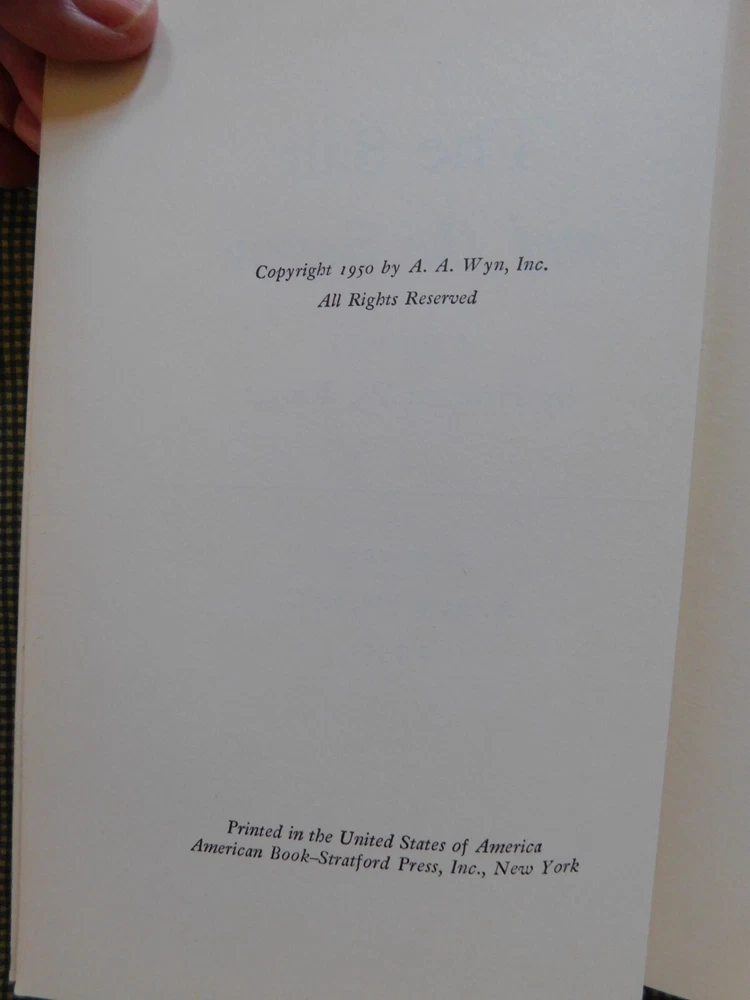 Copyright 1950 by A. A. Wyn, Inc.
All Rights Reserved
Printed in the United States of America
American Book–Stratford Press, Inc., New York